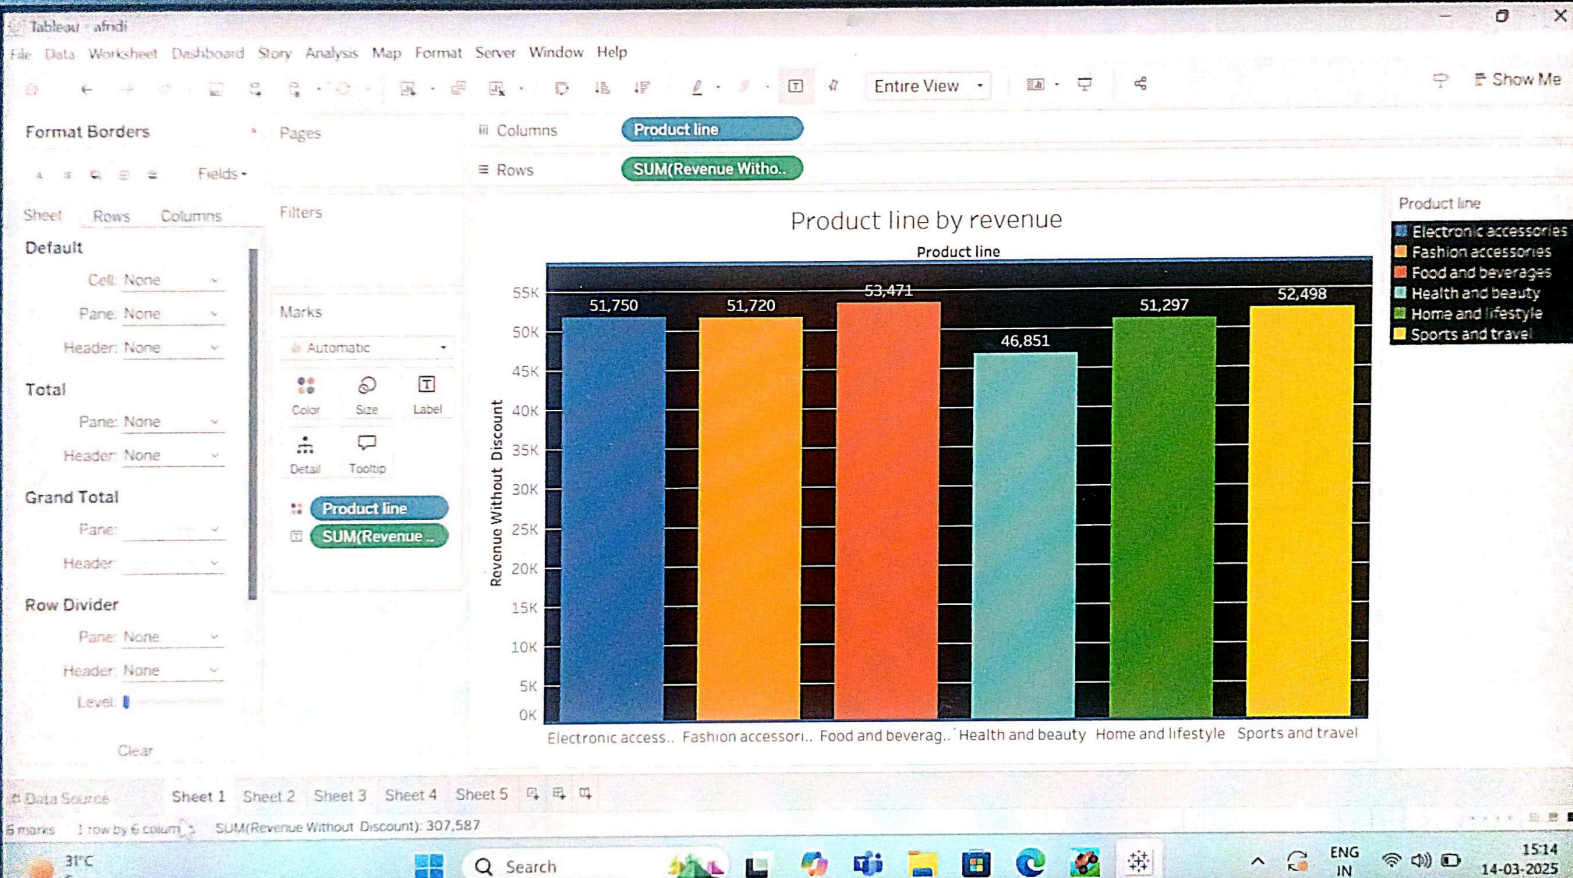 Tableau - afridi
File Data Worksheet Dashboard Story Analysis Map Format Server Window Help
Entire View
Show Me
Format Borders
Fields
Sheet Rows Columns
Default
Cell: None
Pane: None
Header: None
Total
Pane: None
Header: None
Grand Total
Pane:
Header:
Row Divider
Pane: None
Header: None
Level:
Clear
Pages
Filters
Marks
Automatic
Color Size Label
Detail Tooltip
Product line
SUM(Revenue ..
Columns Product line
Rows SUM(Revenue Witho..
Product line by revenue
Product line
Revenue Without Discount
55K
50K
45K
40K
35K
30K
25K
20K
15K
10K
5K
0K
51,750 51,720 53,471 46,851 51,297 52,498
Electronic access.. Fashion accessori.. Food and beverag.. Health and beauty Home and lifestyle Sports and travel
Product line
Electronic accessories
Fashion accessories
Food and beverages
Health and beauty
Home and lifestyle
Sports and travel
Data Source Sheet 1 Sheet 2 Sheet 3 Sheet 4 Sheet 5
6 marks 1 row by 6 colum SUM(Revenue Without Discount): 307,587
31°C
Search
ENG
IN
15:14
14-03-2025